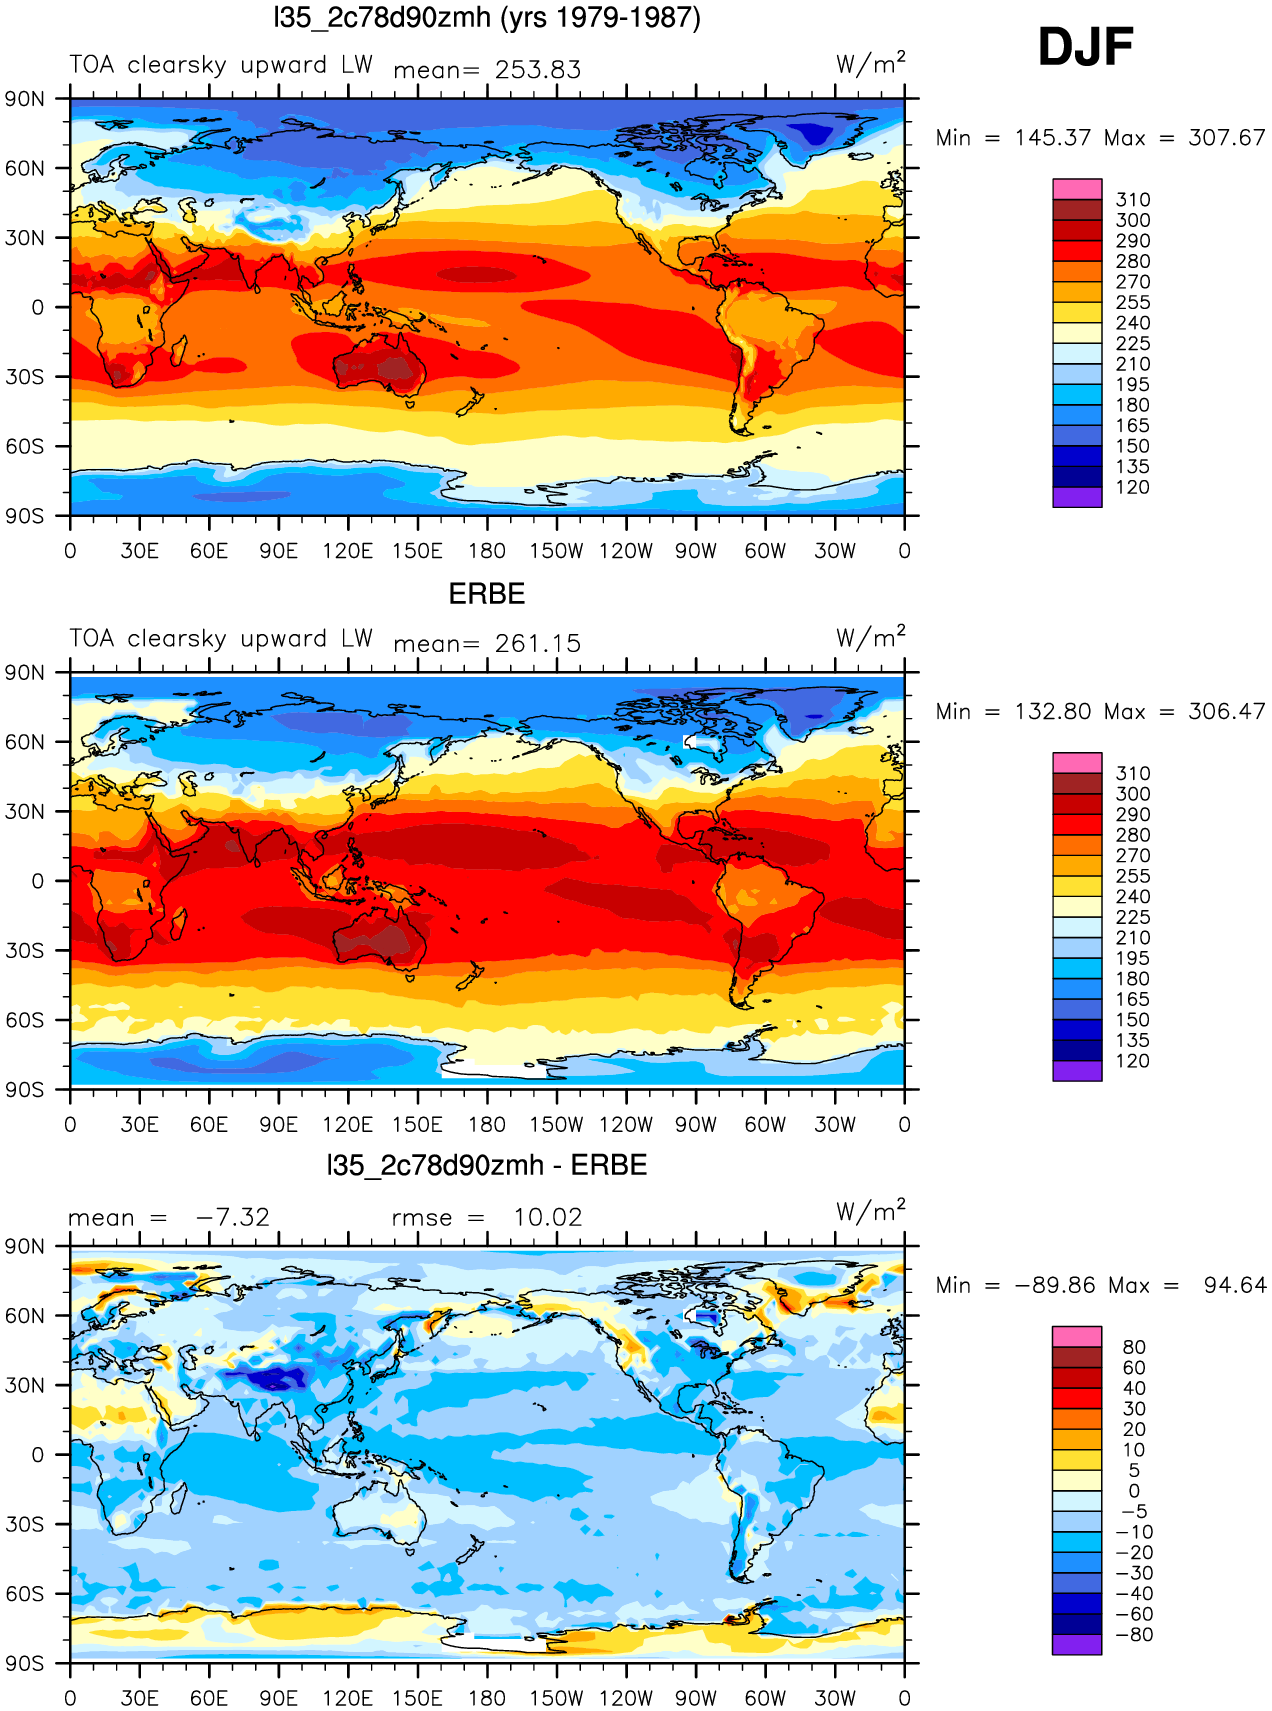 l35_2c78d90zmh (yrs 1979-1987)
DJF
TOA clearsky upward LW mean= 253.83 W/m²
Min = 145.37 Max = 307.67
90N
60N
30N
0
30S
60S
90S
0 30E 60E 90E 120E 150E 180 150W 120W 90W 60W 30W 0
310
300
290
280
270
255
240
225
210
195
180
165
150
135
120
ERBE
TOA clearsky upward LW mean= 261.15 W/m²
Min = 132.80 Max = 306.47
90N
60N
30N
0
30S
60S
90S
0 30E 60E 90E 120E 150E 180 150W 120W 90W 60W 30W 0
310
300
290
280
270
255
240
225
210
195
180
165
150
135
120
l35_2c78d90zmh - ERBE
mean = −7.32 rmse = 10.02 W/m²
Min = −89.86 Max = 94.64
90N
60N
30N
0
30S
60S
90S
0 30E 60E 90E 120E 150E 180 150W 120W 90W 60W 30W 0
80
60
40
30
20
10
5
0
−5
−10
−20
−30
−40
−60
−80